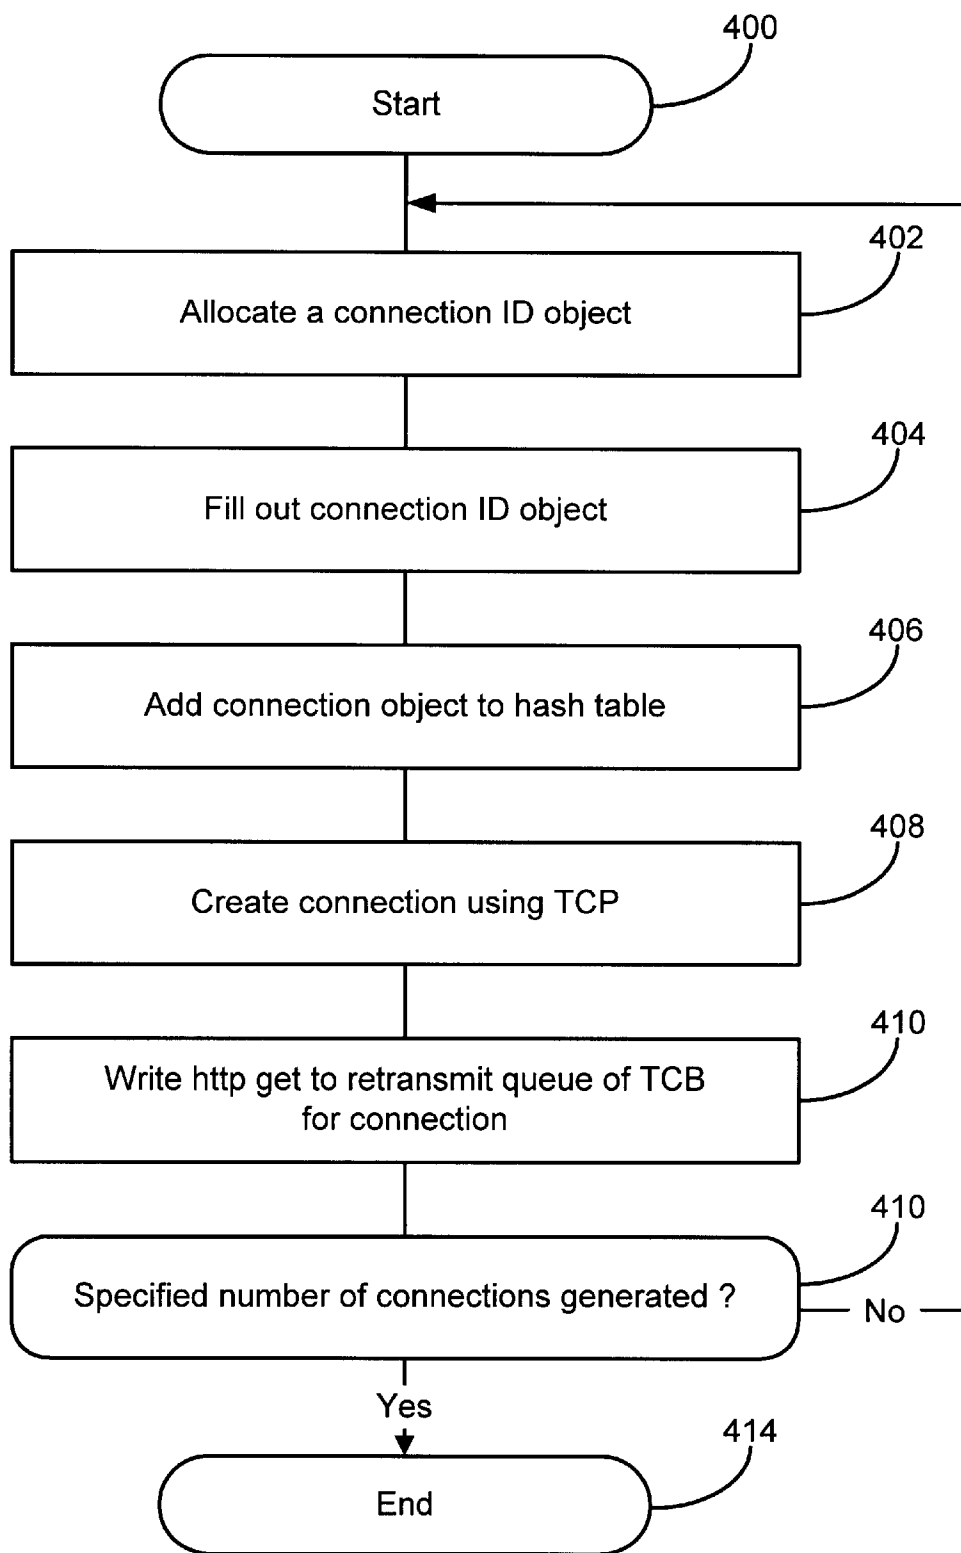 400
Start
402
Allocate a connection ID object
404
Fill out connection ID object
406
Add connection object to hash table
408
Create connection using TCP
410
Write http get to retransmit queue of TCB
for connection
410
Specified number of connections generated ?
No
Yes
414
End